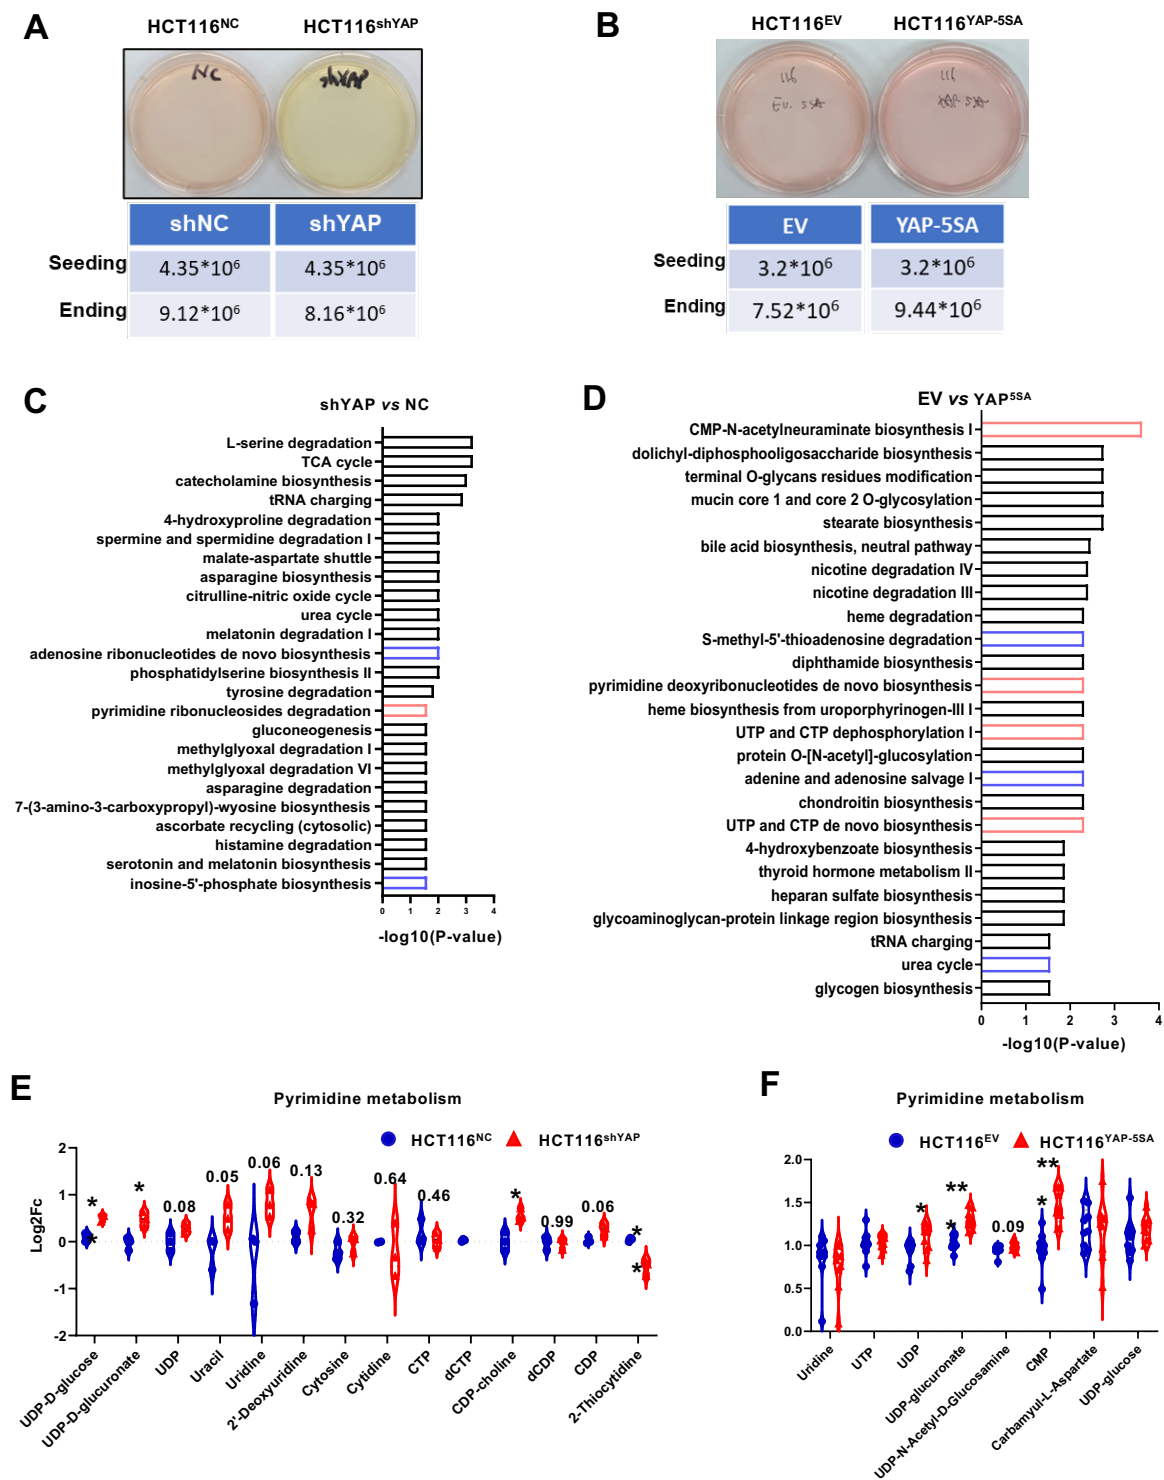 A
HCT116NC
HCT116shYAP
NC
shYAP
shNC
shYAP
Seeding
4.35*10⁶
4.35*10⁶
Ending
9.12*10⁶
8.16*10⁶
B
HCT116EV
HCT116YAP-5SA
116
EV. 5SA
116
YAP-5SA
EV
YAP-5SA
Seeding
3.2*10⁶
3.2*10⁶
Ending
7.52*10⁶
9.44*10⁶
C
shYAP vs NC
L-serine degradation
TCA cycle
catecholamine biosynthesis
tRNA charging
4-hydroxyproline degradation
spermine and spermidine degradation I
malate-aspartate shuttle
asparagine biosynthesis
citrulline-nitric oxide cycle
urea cycle
melatonin degradation I
adenosine ribonucleotides de novo biosynthesis
phosphatidylserine biosynthesis II
tyrosine degradation
pyrimidine ribonucleosides degradation
gluconeogenesis
methylglyoxal degradation I
methylglyoxal degradation VI
asparagine degradation
7-(3-amino-3-carboxypropyl)-wyosine biosynthesis
ascorbate recycling (cytosolic)
histamine degradation
serotonin and melatonin biosynthesis
inosine-5'-phosphate biosynthesis
0 1 2 3 4
-log10(P-value)
D
EV vs YAP5SA
CMP-N-acetylneuraminate biosynthesis I
dolichyl-diphosphooligosaccharide biosynthesis
terminal O-glycans residues modification
mucin core 1 and core 2 O-glycosylation
stearate biosynthesis
bile acid biosynthesis, neutral pathway
nicotine degradation IV
nicotine degradation III
heme degradation
S-methyl-5'-thioadenosine degradation
diphthamide biosynthesis
pyrimidine deoxyribonucleotides de novo biosynthesis
heme biosynthesis from uroporphyrinogen-III I
UTP and CTP dephosphorylation I
protein O-[N-acetyl]-glucosylation
adenine and adenosine salvage I
chondroitin biosynthesis
UTP and CTP de novo biosynthesis
4-hydroxybenzoate biosynthesis
thyroid hormone metabolism II
heparan sulfate biosynthesis
glycoaminoglycan-protein linkage region biosynthesis
tRNA charging
urea cycle
glycogen biosynthesis
0 1 2 3 4
-log10(P-value)
E
Pyrimidine metabolism
HCT116NC
HCT116shYAP
Log2Fc
2
1
0
-1
-2
* * * 0.08 0.05 0.06 0.13 0.32 0.64 0.46 * 0.99 0.06 * *
UDP-D-glucose
UDP-D-glucuronate
UDP
Uracil
Uridine
2'-Deoxyuridine
Cytosine
Cytidine
CTP
dCTP
CDP-choline
dCDP
CDP
2-Thiocytidine
F
Pyrimidine metabolism
HCT116EV
HCT116YAP-5SA
2.0
1.5
1.0
0.5
0.0
* ** * 0.09 ** *
Uridine
UTP
UDP
UDP-glucuronate
UDP-N-Acetyl-D-Glucosamine
CMP
Carbamyul-L-Aspartate
UDP-glucose